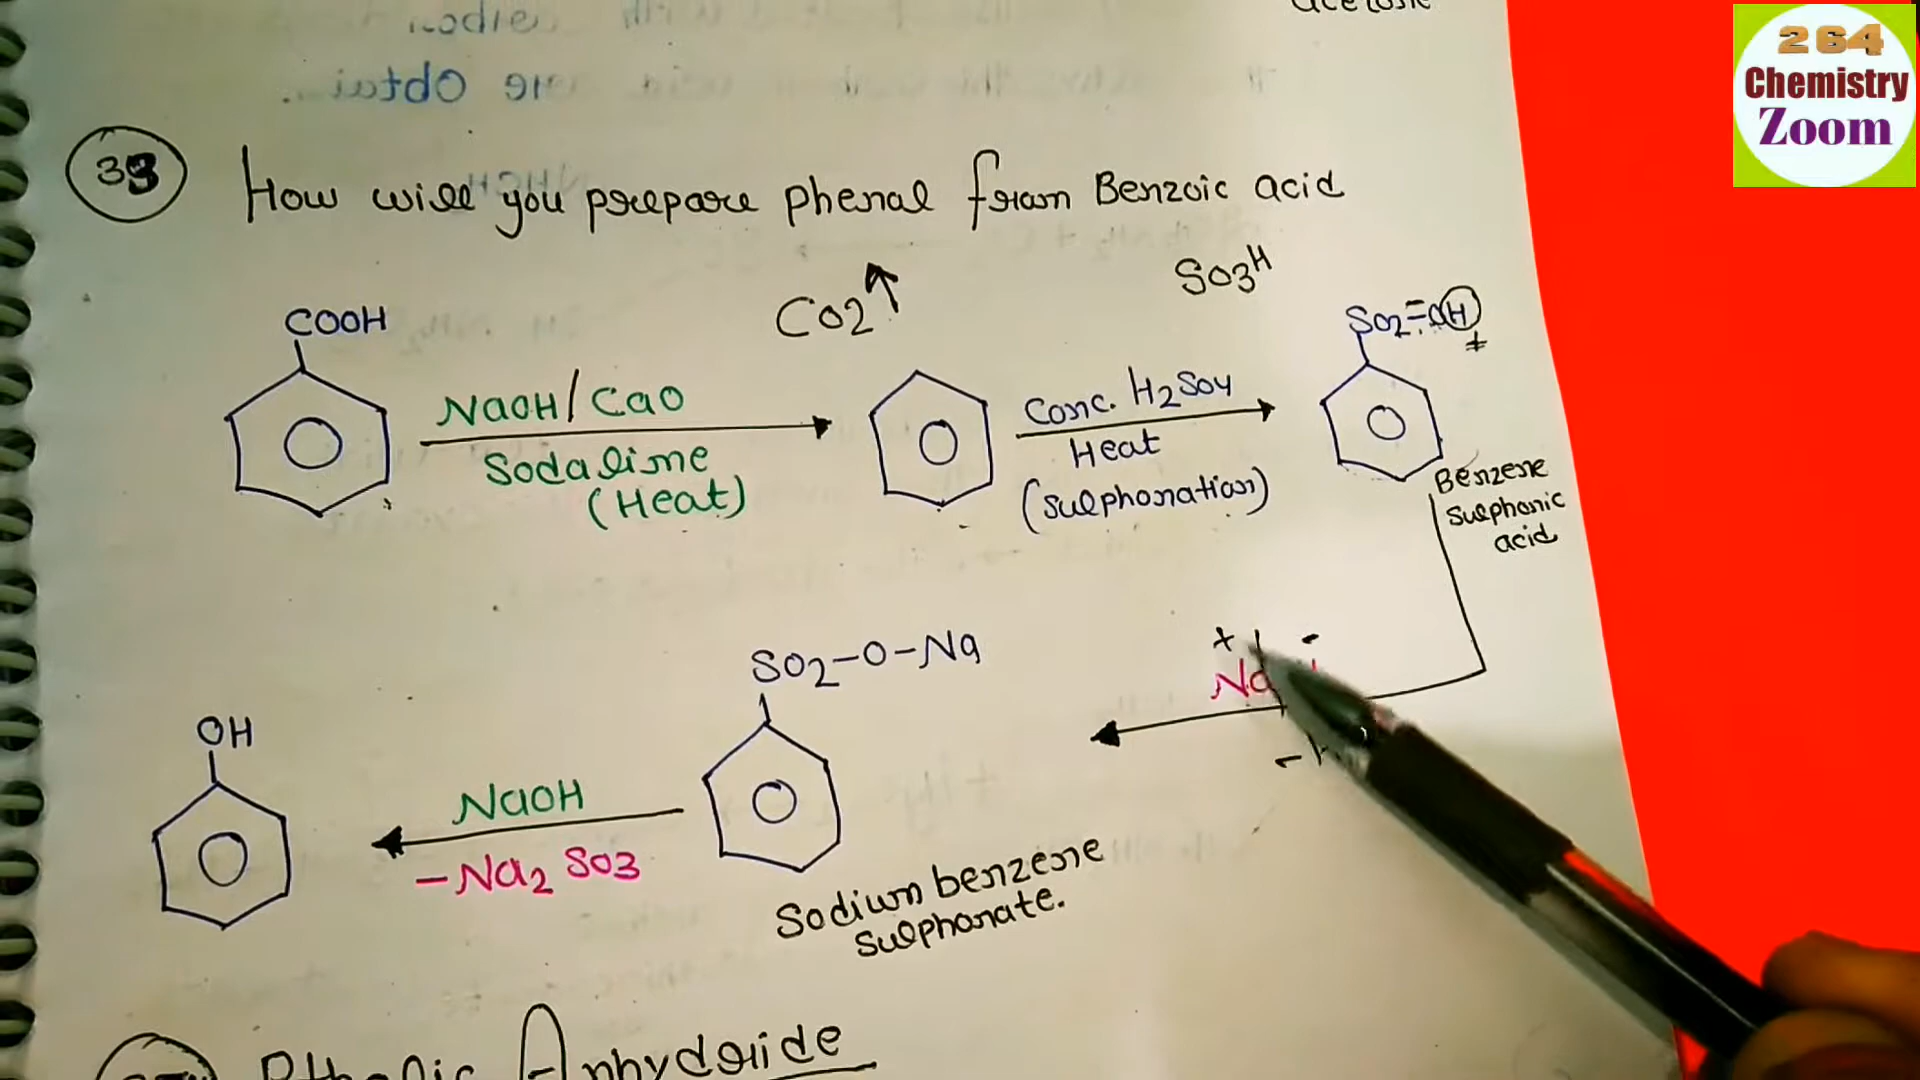 acetone
264
Chemistry
Zoom
33 How will you prepare phenol from Benzoic acid
CO2↑
SO3H
COOH
SO2-OH
+
NaOH/CaO
Sodalime
(Heat)
Conc. H2SO4
Heat
(Sulphonation)
Benzene
Sulphonic
acid
+ -
SO2-O-Na
OH
NaOH
-Na2SO3
Sodium benzene
Sulphonate.
Anhydride